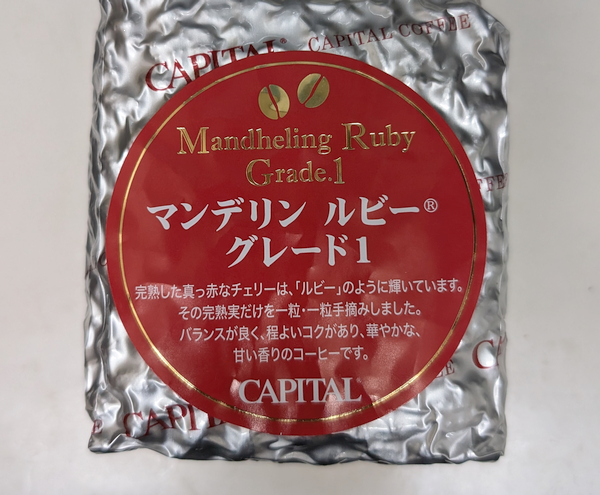 CAPITAL®
CAPITAL COFFEE
Mandheling Ruby
Grade.1
マンデリン ルビー®
グレード1
完熟した真っ赤なチェリーは、「ルビー」のように輝いています。
その完熟実だけを一粒・一粒手摘みしました。
バランスが良く、程よいコクがあり、華やかな、
甘い香りのコーヒーです。
CAPITAL®
CAPITAL